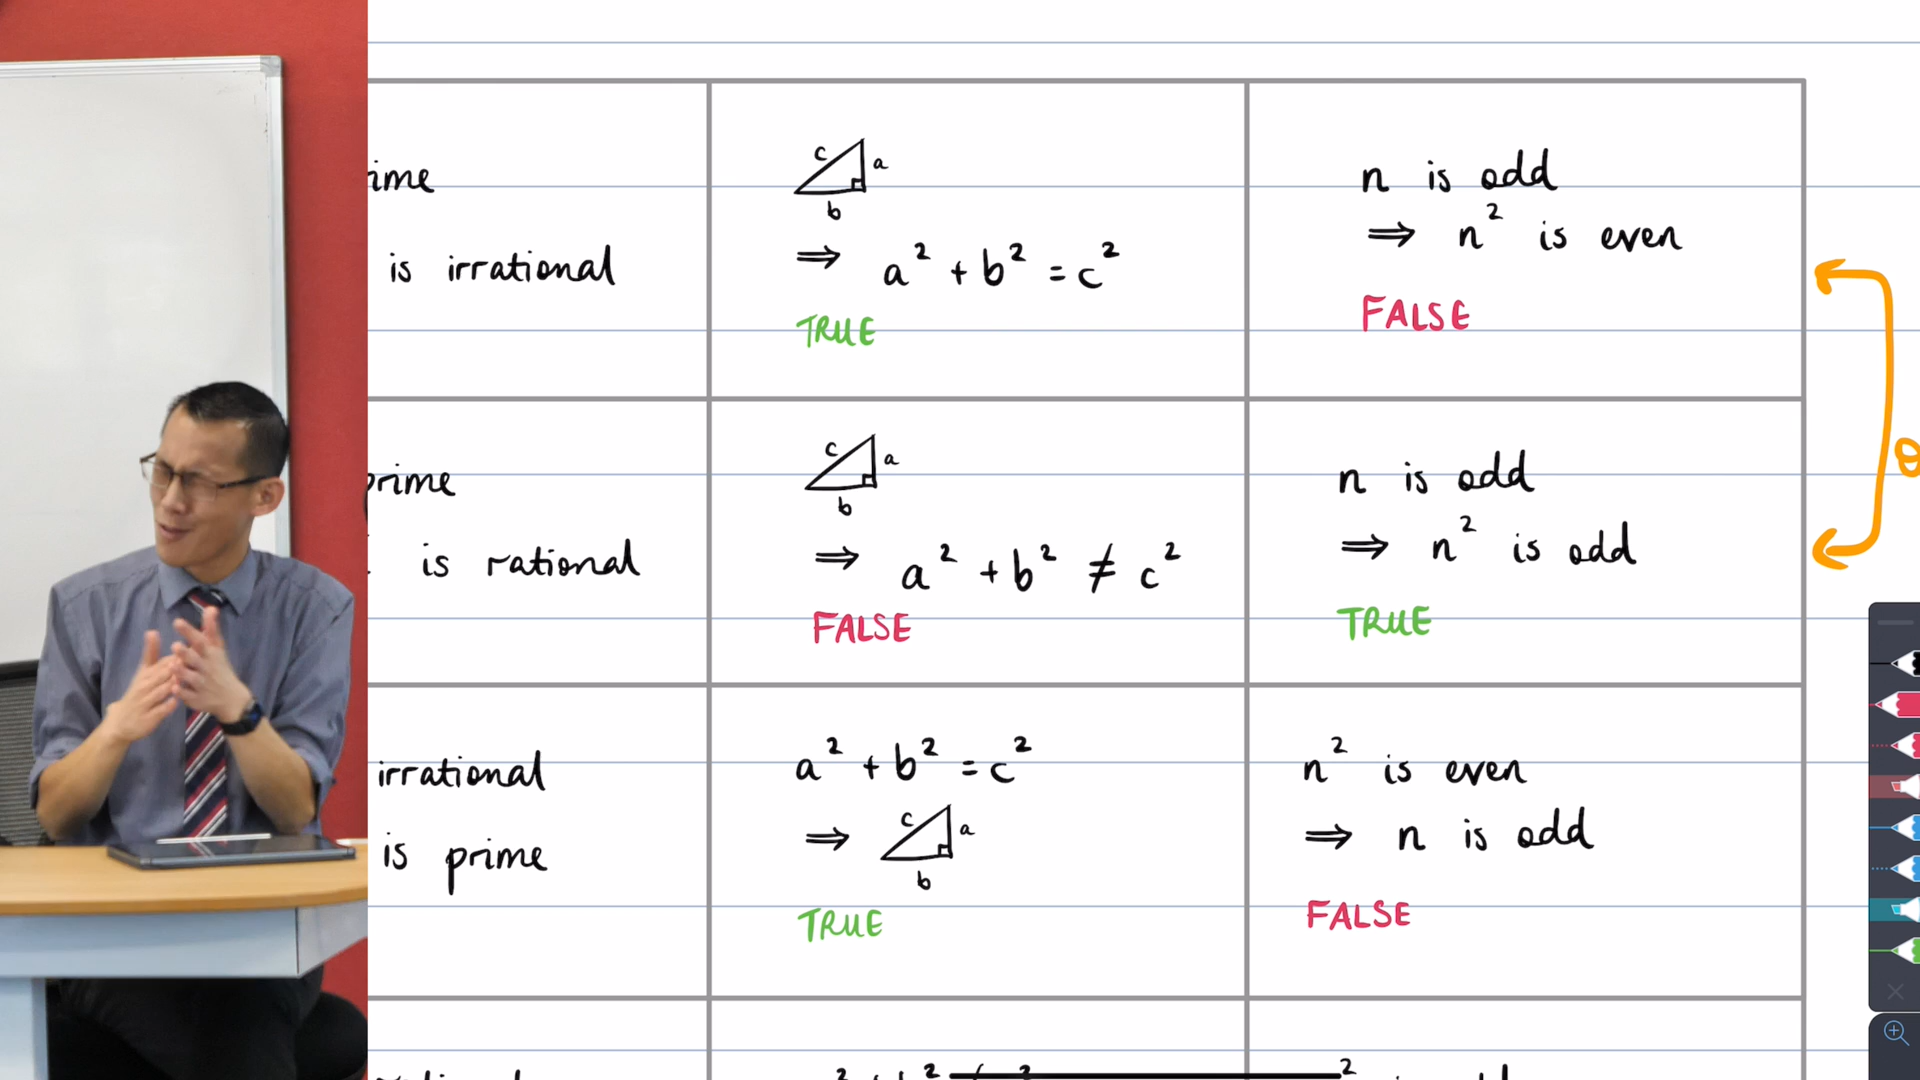 ime
is irrational
c
a
b
⇒ a² + b² = c²
TRUE
n is odd
⇒ n² is even
FALSE
prime
is rational
c
a
b
⇒ a² + b² ≠ c²
FALSE
n is odd
⇒ n² is odd
TRUE
irrational
is prime
a² + b² = c²
⇒
c
a
b
TRUE
n² is even
⇒ n is odd
FALSE